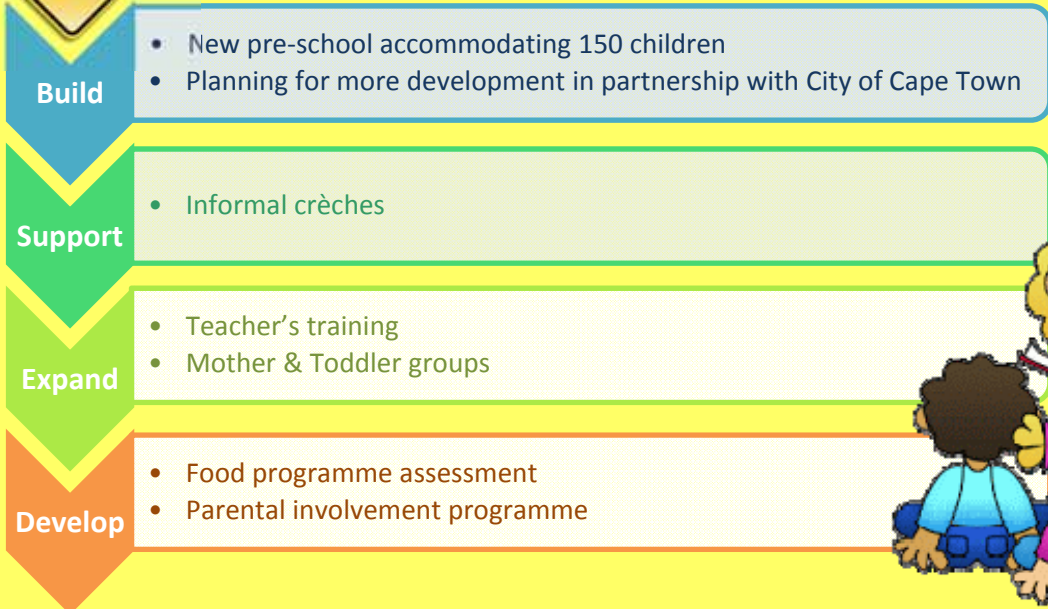 Build
• New pre-school accommodating 150 children
• Planning for more development in partnership with City of Cape Town
Support
• Informal crèches
Expand
• Teacher’s training
• Mother & Toddler groups
Develop
• Food programme assessment
• Parental involvement programme